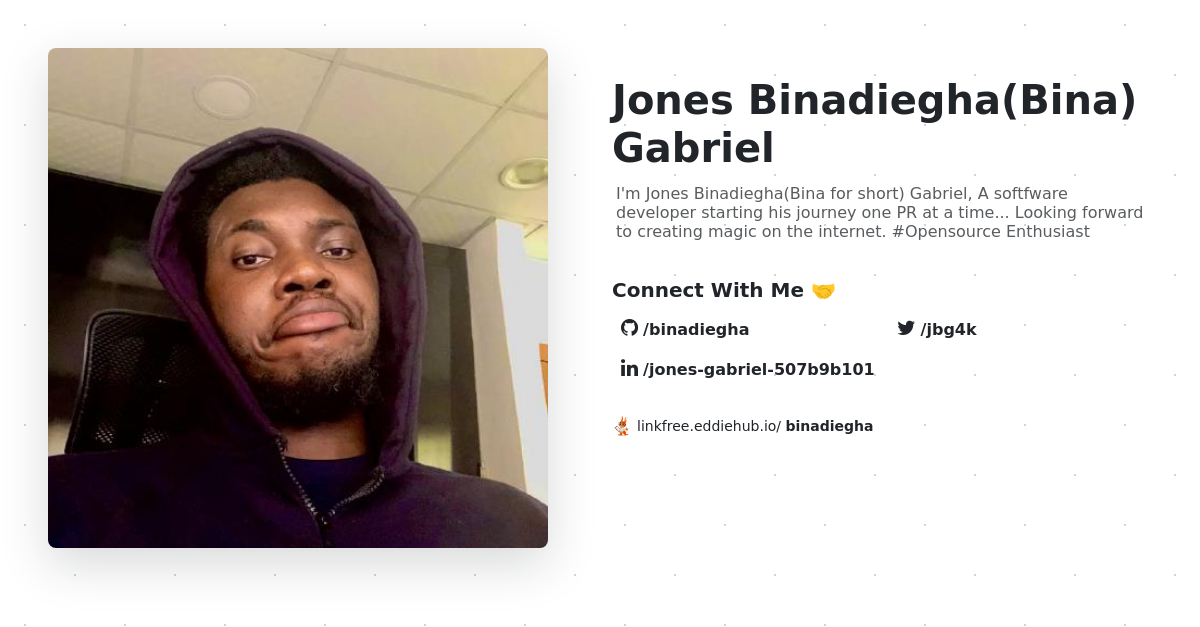 Jones Binadiegha(Bina)
Gabriel
I'm Jones Binadiegha(Bina for short) Gabriel, A softfware
developer starting his journey one PR at a time... Looking forward
to creating magic on the internet. #Opensource Enthusiast
Connect With Me 🤝
/binadiegha
/jbg4k
/jones-gabriel-507b9b101
linkfree.eddiehub.io/ binadiegha